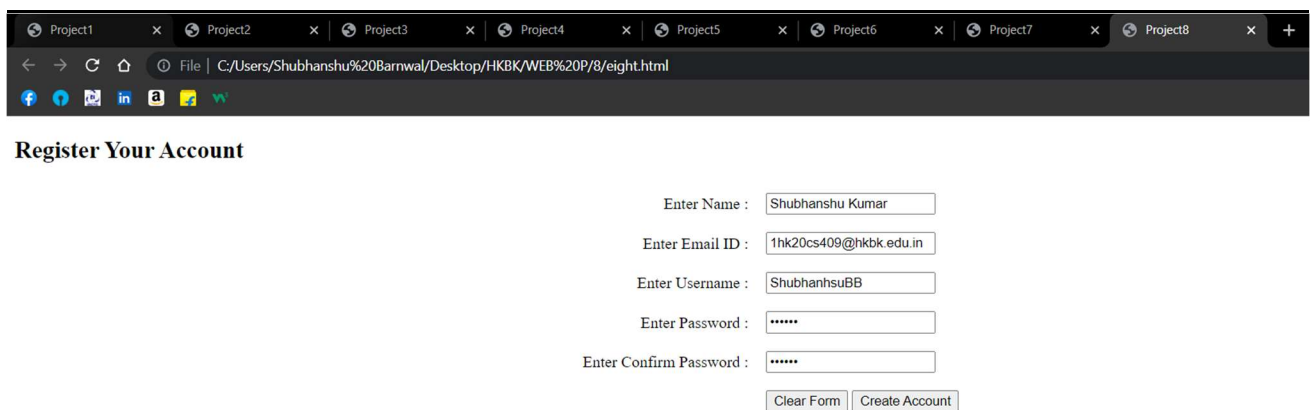 Project1 Project2 Project3 Project4 Project5 Project6 Project7 Project8
File | C:/Users/Shubhanshu%20Barnwal/Desktop/HKBK/WEB%20P/8/eight.html
in a
Register Your Account
Enter Name : Shubhanshu Kumar
Enter Email ID : 1hk20cs409@hkbk.edu.in
Enter Username : ShubhanhsuBB
Enter Password : ••••••
Enter Confirm Password : ••••••
Clear Form Create Account